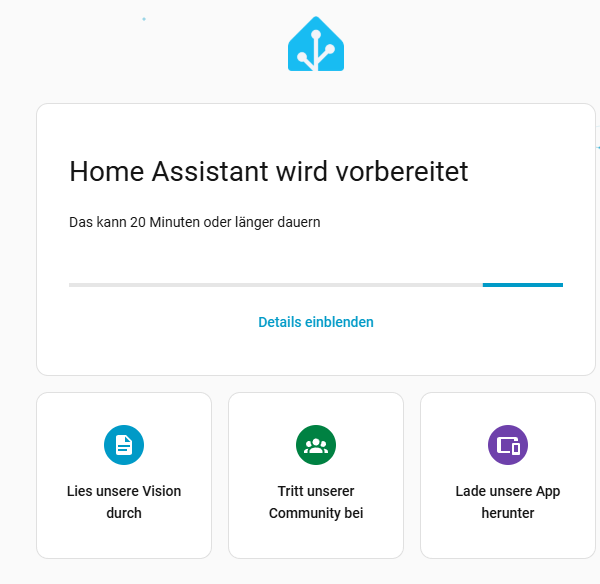 Home Assistant wird vorbereitet
Das kann 20 Minuten oder länger dauern
Details einblenden
Lies unsere Vision
durch
Tritt unserer
Community bei
Lade unsere App
herunter